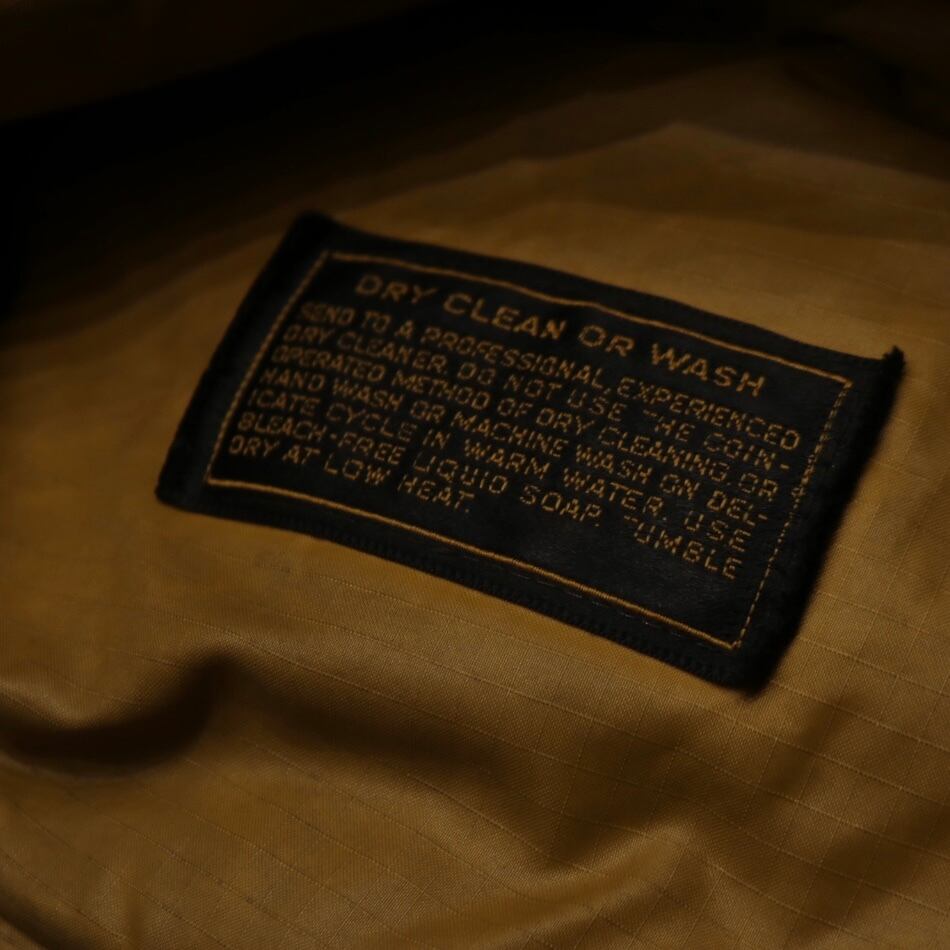 DRY CLEAN OR WASH
SEND TO A PROFESSIONAL EXPERIENCED
DRY CLEANER. DO NOT USE THE COIN-
OPERATED METHOD OF DRY CLEANING. OR
HAND WASH OR MACHINE WASH ON DEL-
ICATE CYCLE IN WARM WATER. USE
BLEACH-FREE LIQUID SOAP. TUMBLE
DRY AT LOW HEAT.